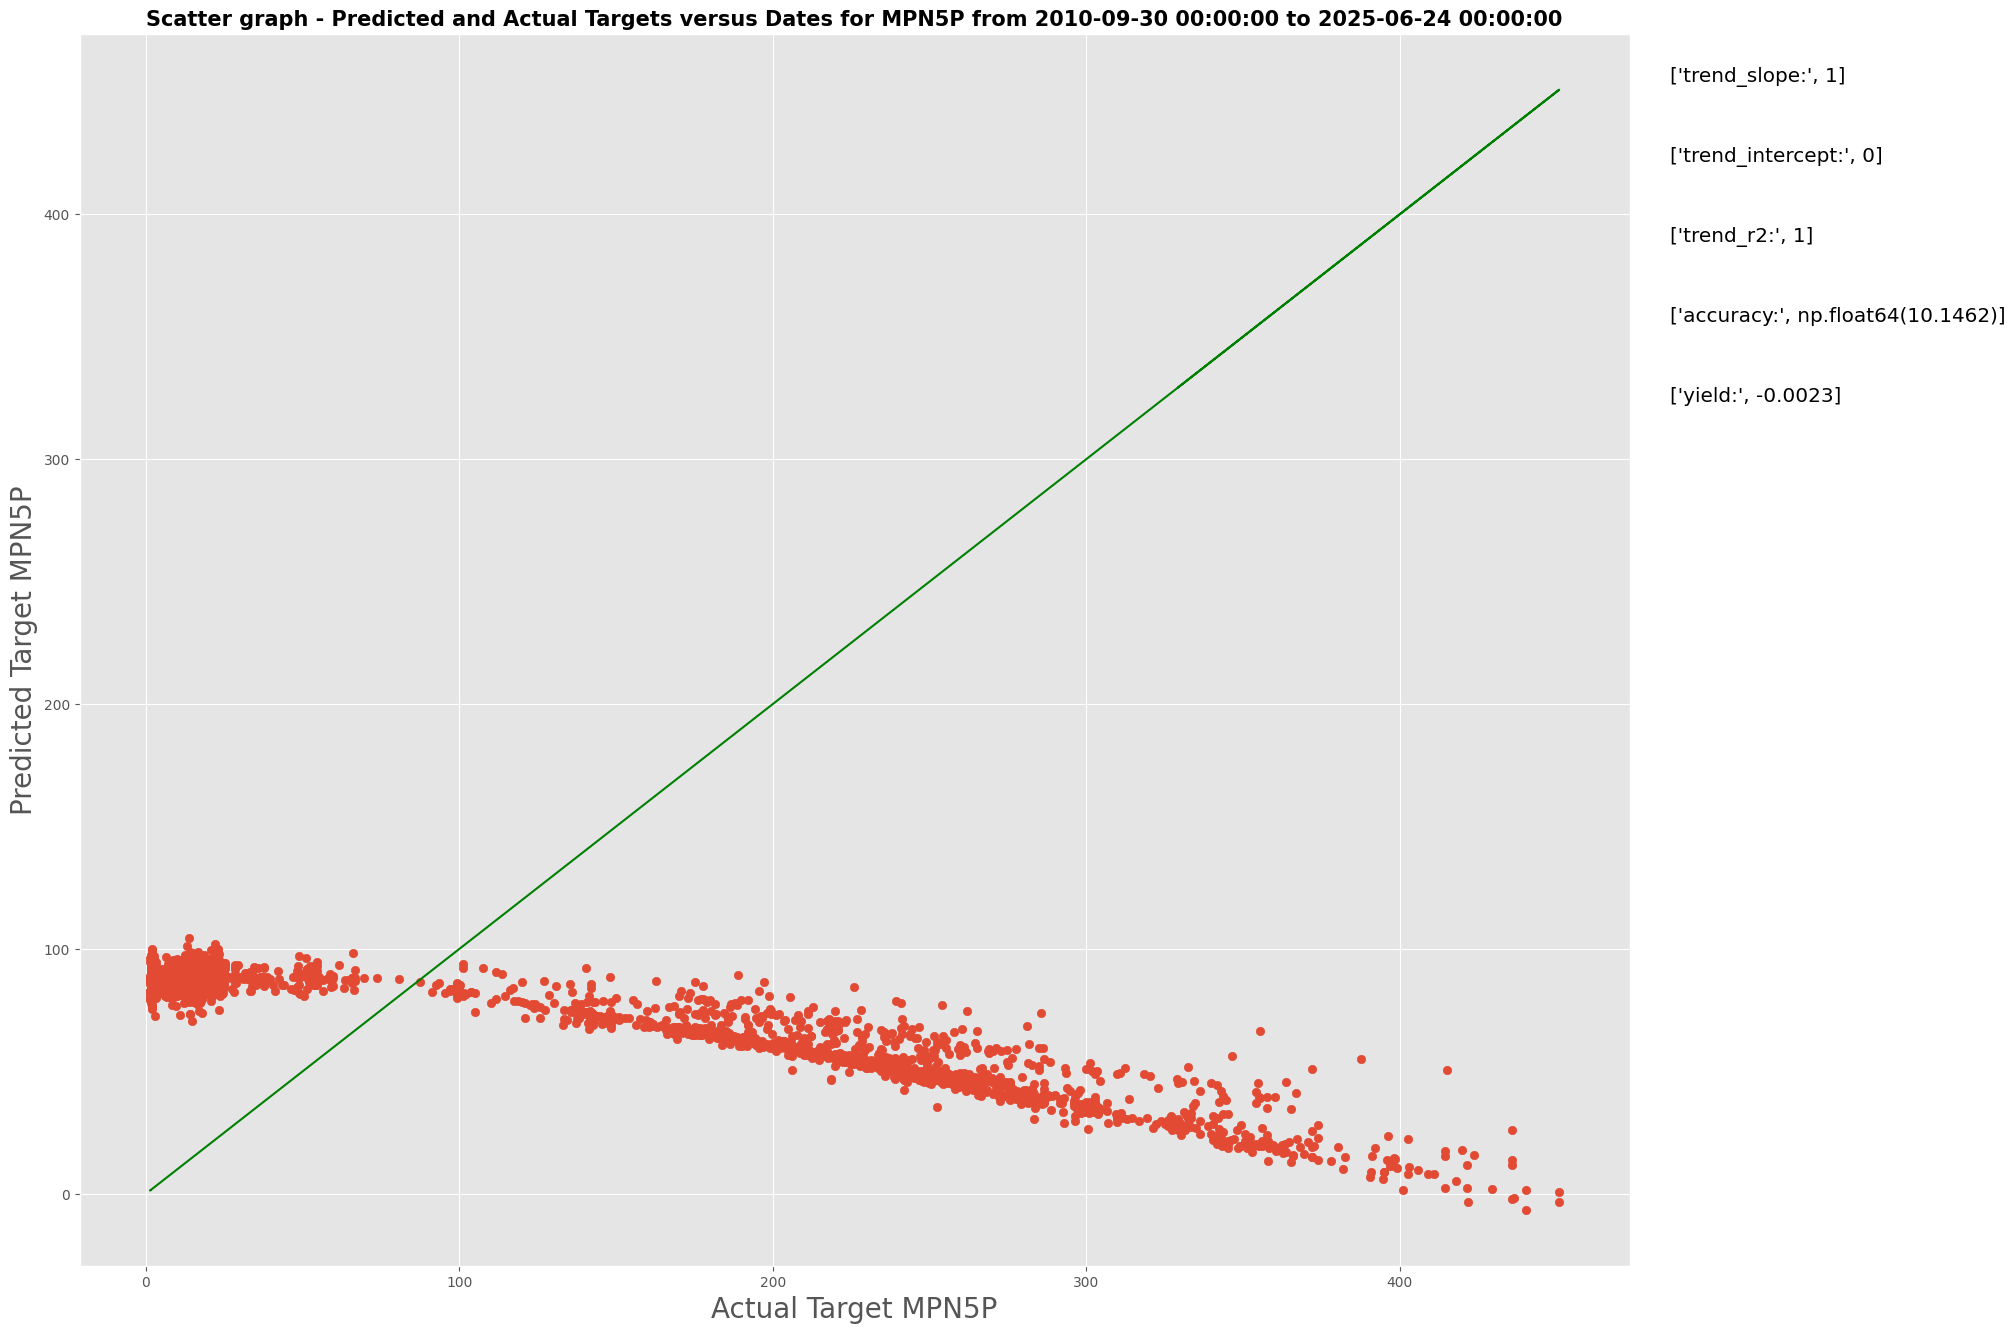 Scatter graph - Predicted and Actual Targets versus Dates for MPN5P from 2010-09-30 00:00:00 to 2025-06-24 00:00:00
['trend_slope:', 1]
['trend_intercept:', 0]
['trend_r2:', 1]
['accuracy:', np.float64(10.1462)]
['yield:', -0.0023]
Predicted Target MPN5P
400
300
200
100
0
0 100 200 300 400
Actual Target MPN5P